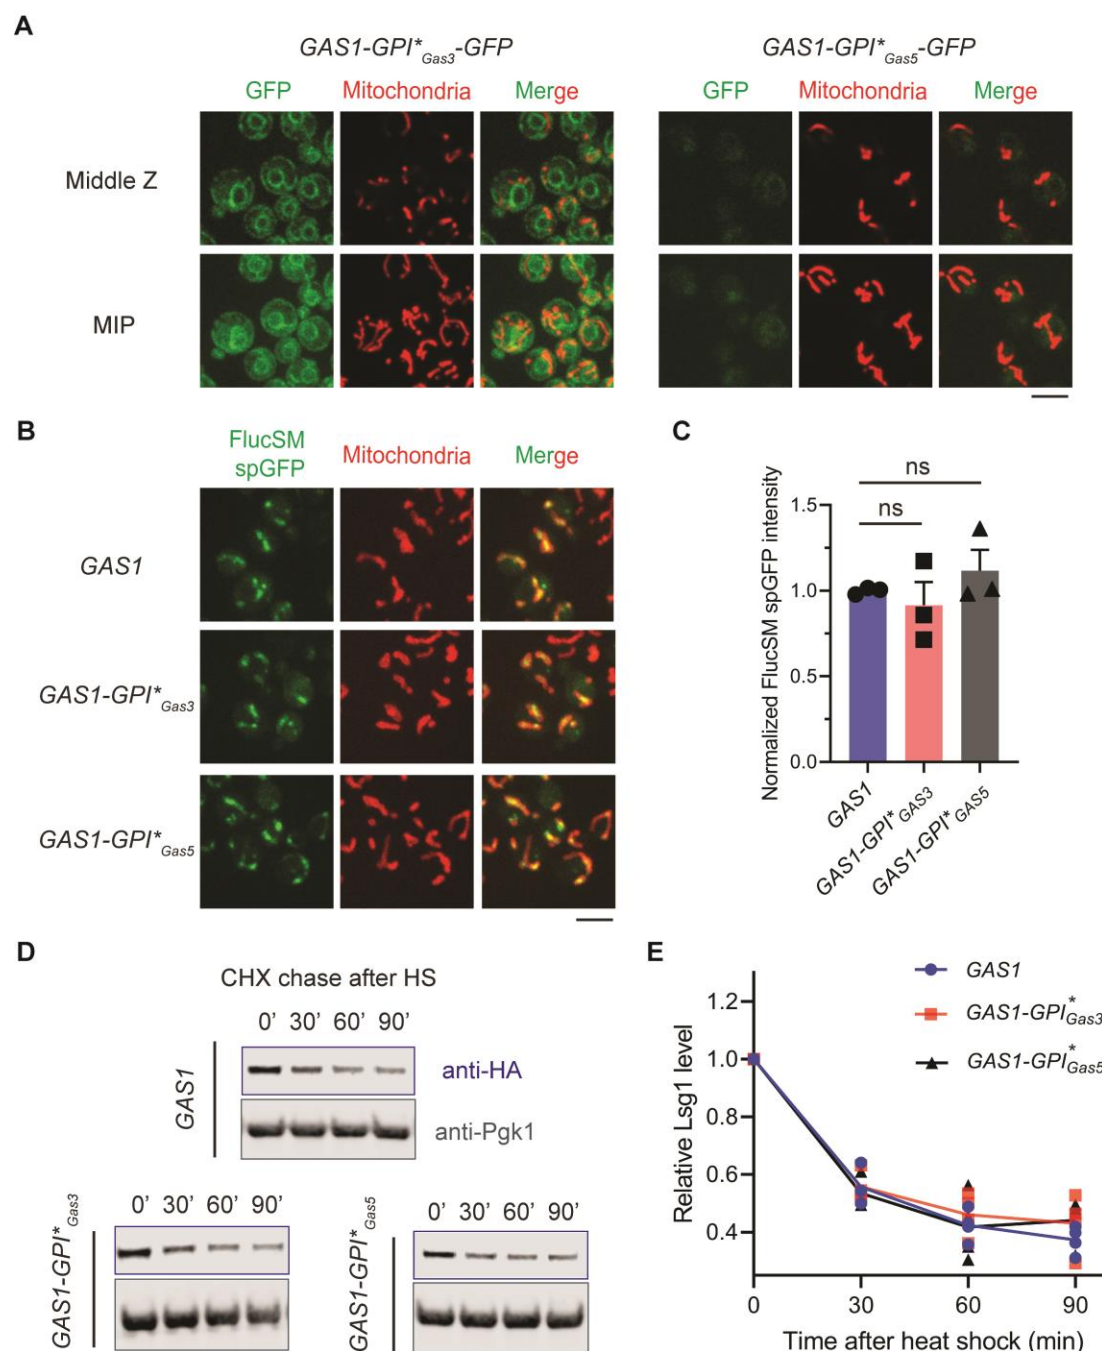 A
GAS1-GPI*Gas3-GFP
GAS1-GPI*Gas5-GFP
GFP Mitochondria Merge
GFP Mitochondria Merge
Middle Z
MIP
B
FlucSM
spGFP
Mitochondria
Merge
GAS1
GAS1-GPI*Gas3
GAS1-GPI*Gas5
C
Normalized FlucSM spGFP intensity
ns
ns
1.5
1.0
0.5
0.0
GAS1
GAS1-GPI*GAS3
GAS1-GPI*GAS5
D
CHX chase after HS
0’ 30’ 60’ 90’
GAS1
anti-HA
anti-Pgk1
GAS1-GPI*Gas3
0’ 30’ 60’ 90’
GAS1-GPI*Gas5
0’ 30’ 60’ 90’
E
GAS1
GAS1-GPI*Gas3
GAS1-GPI*Gas5
Relative Lsg1 level
1.2
1.0
0.8
0.6
0.4
0 30 60 90
Time after heat shock (min)